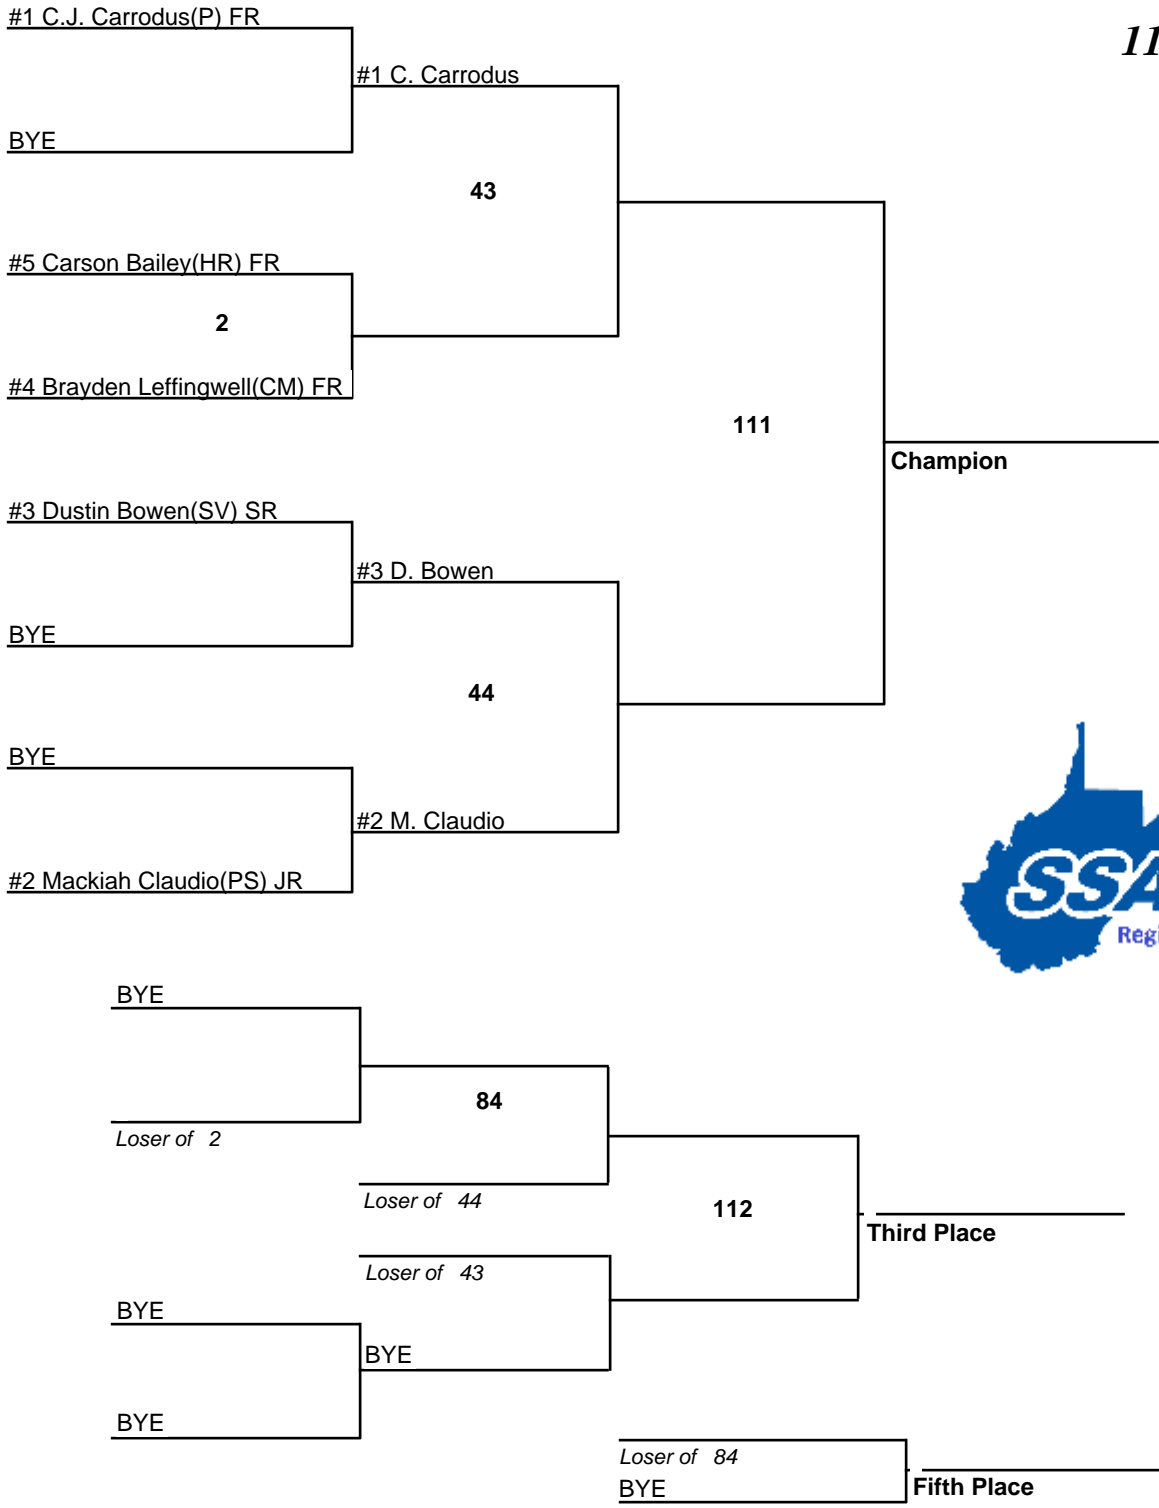 #1 C.J. Carrodus(P) FR
11
#1 C. Carrodus
BYE
43
#5 Carson Bailey(HR) FR
2
#4 Brayden Leffingwell(CM) FR
111
Champion
#3 Dustin Bowen(SV) SR
#3 D. Bowen
BYE
44
BYE
#2 M. Claudio
#2 Mackiah Claudio(PS) JR
SSA
Regi
BYE
84
Loser of 2
Loser of 44
112
Third Place
Loser of 43
BYE
BYE
BYE
Loser of 84
BYE
Fifth Place